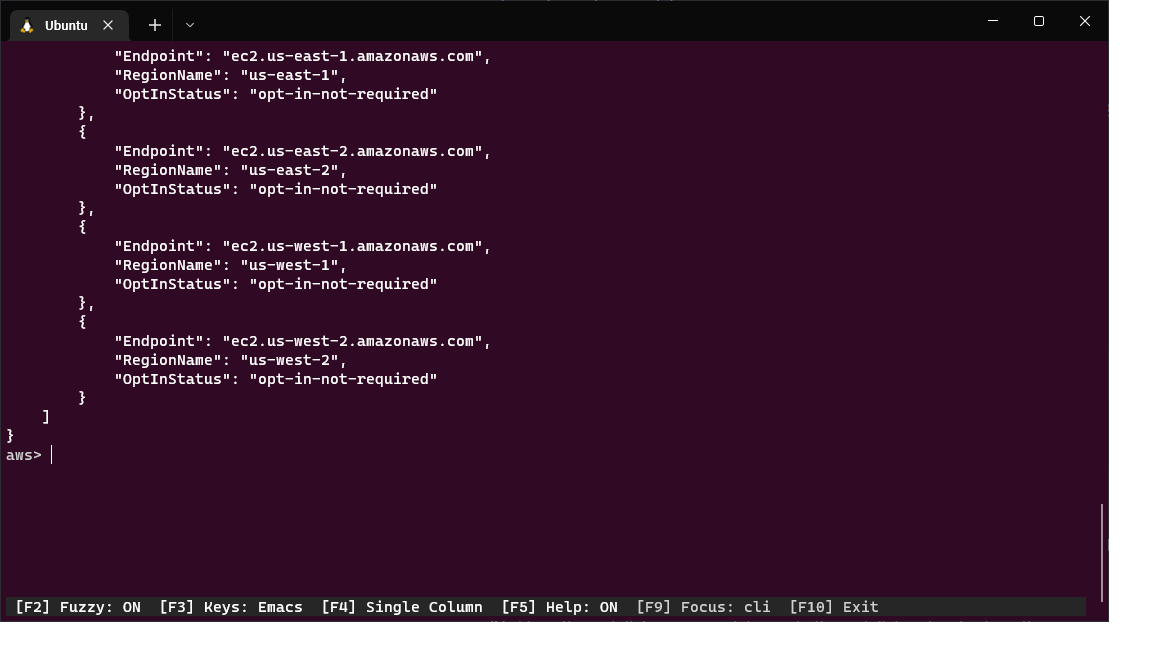 Ubuntu
            "Endpoint": "ec2.us-east-1.amazonaws.com",
            "RegionName": "us-east-1",
            "OptInStatus": "opt-in-not-required"
        },
        {
            "Endpoint": "ec2.us-east-2.amazonaws.com",
            "RegionName": "us-east-2",
            "OptInStatus": "opt-in-not-required"
        },
        {
            "Endpoint": "ec2.us-west-1.amazonaws.com",
            "RegionName": "us-west-1",
            "OptInStatus": "opt-in-not-required"
        },
        {
            "Endpoint": "ec2.us-west-2.amazonaws.com",
            "RegionName": "us-west-2",
            "OptInStatus": "opt-in-not-required"
        }
    ]
}
aws>
[F2] Fuzzy: ON  [F3] Keys: Emacs  [F4] Single Column  [F5] Help: ON  [F9] Focus: cli  [F10] Exit